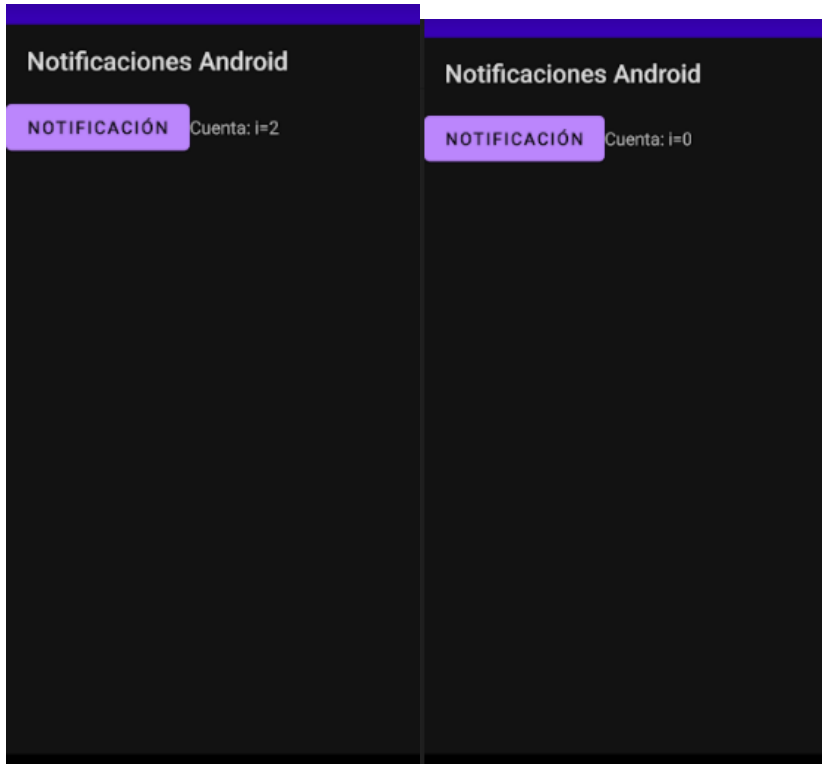 Notificaciones Android
NOTIFICACIÓN Cuenta: i=2
Notificaciones Android
NOTIFICACIÓN Cuenta: i=0